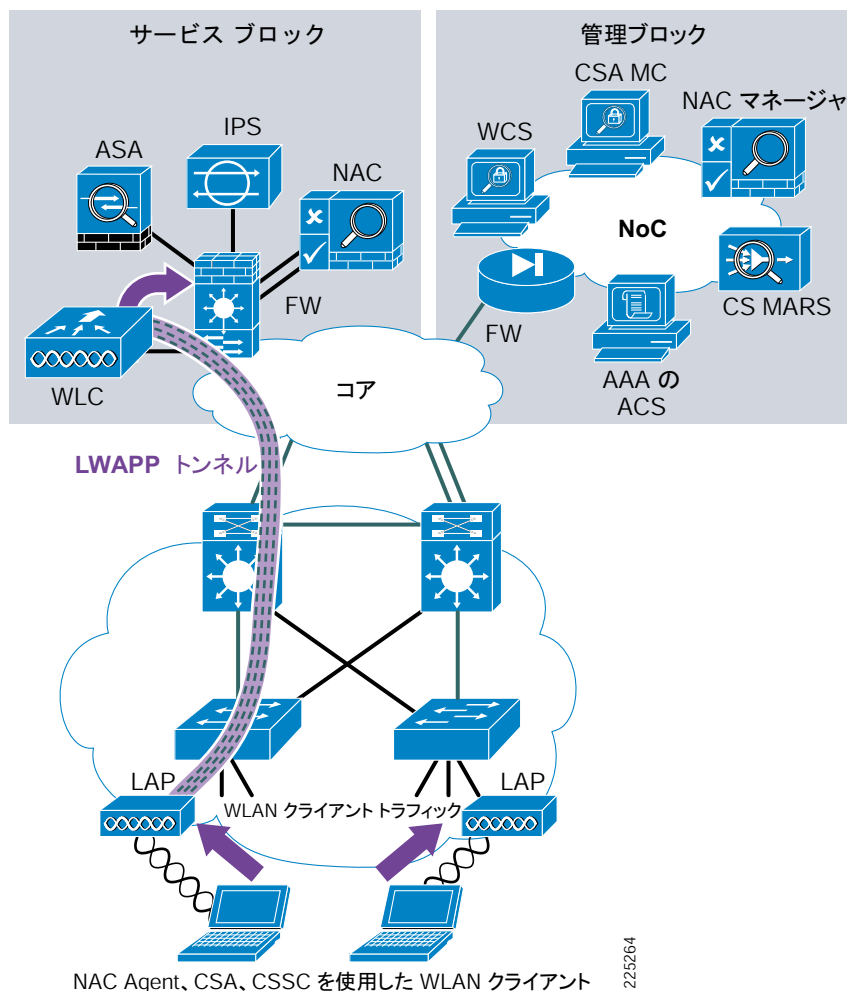 サービス ブロック
管理ブロック
CSA MC
NAC マネージャ
WCS
IPS
ASA
NAC
NoC
FW
CS MARS
FW
WLC
コア
AAA の
ACS
LWAPP トンネル
LAP
LAP
WLAN クライアント トラフィック
NAC Agent、CSA、CSSC を使用した WLAN クライアント
225264